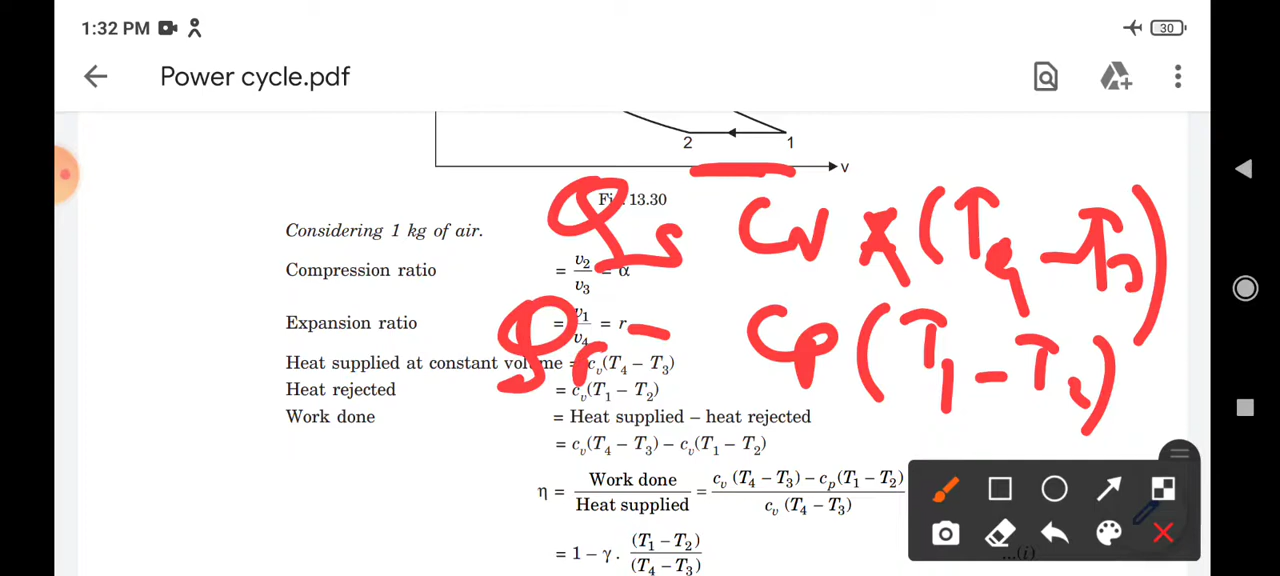 1:32 PM 30
Power cycle.pdf
2 1 v
Fig. 13.30
Considering 1 kg of air.
Qs Cv × (T4 – T3)
Compression ratio = v2/v3 = α
Expansion ratio = v1/v4 = r
Qr = Cp (T1 – T2)
Heat supplied at constant volume = cv(T4 – T3)
Heat rejected = cv(T1 – T2)
Work done = Heat supplied – heat rejected
= cv(T4 – T3) – cv(T1 – T2)
η = Work done / Heat supplied = cv (T4 – T3) – cp(T1 – T2) / cv (T4 – T3)
= 1 – γ . (T1 – T2) / (T4 – T3) ...(i)